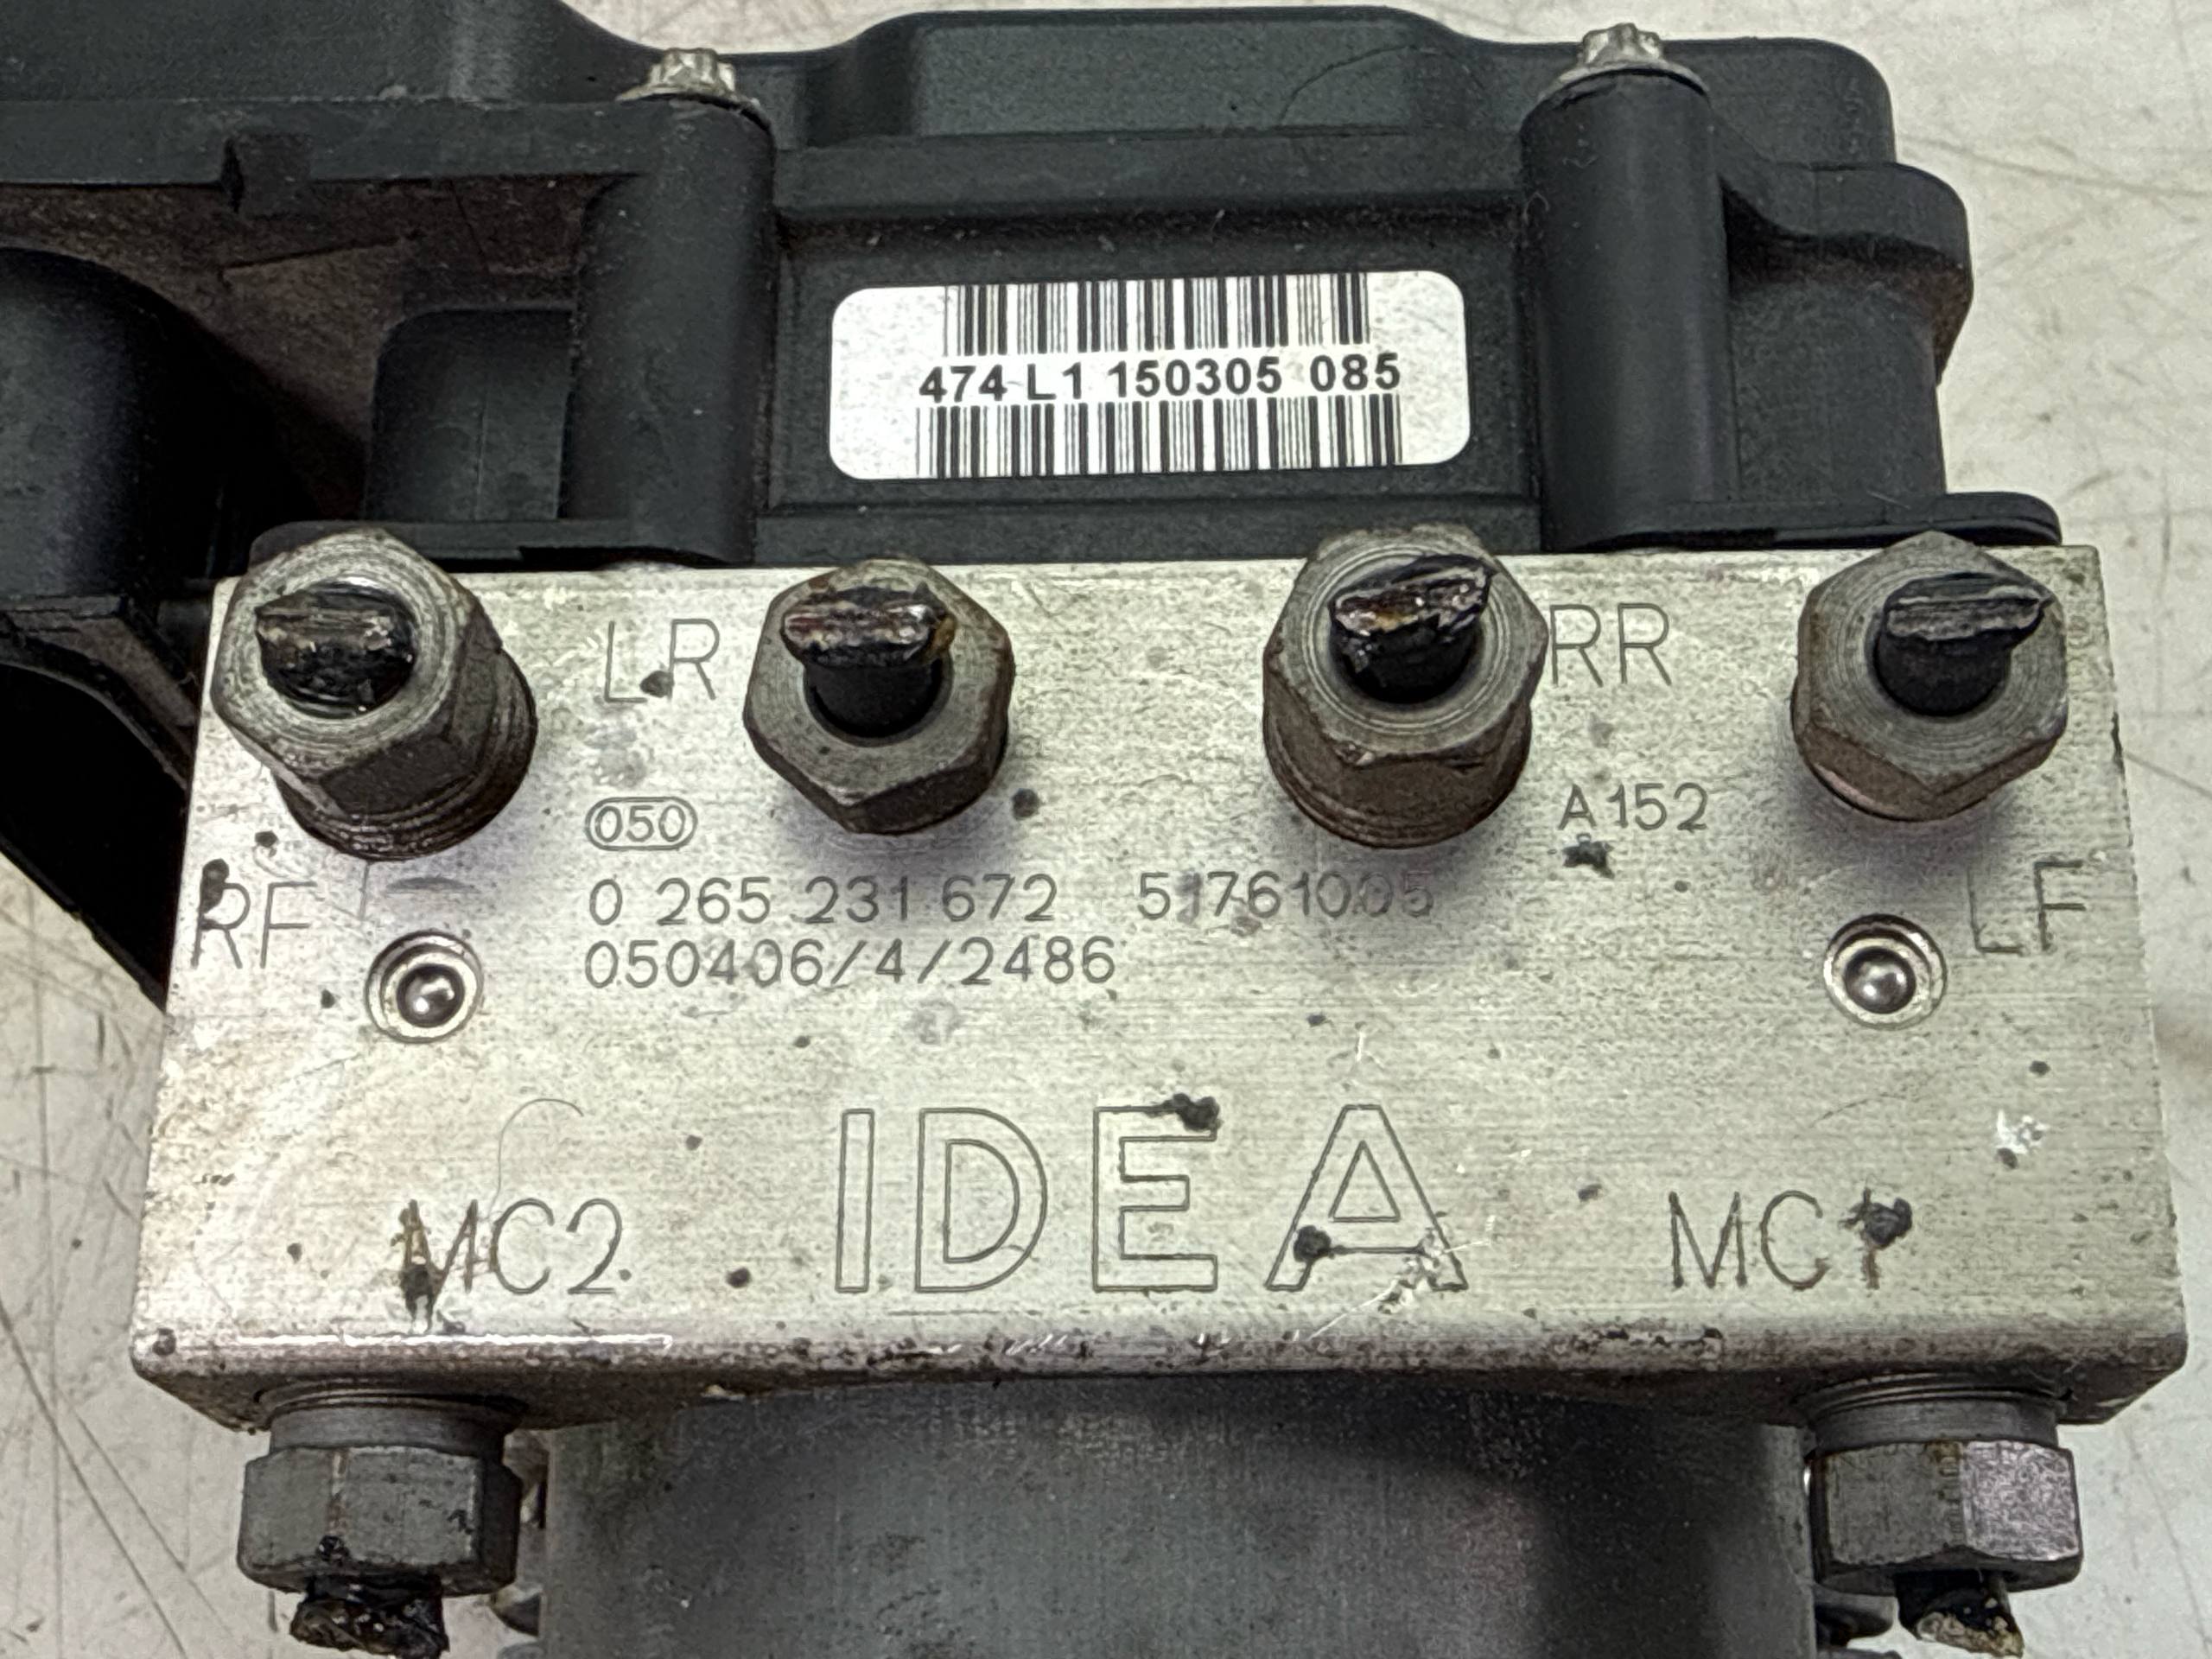 474 L1 150305 085
LR
RR
050
A152
RF
0 265 231 672 51761005
LF
050406/4/2486
IDEA
MC2
MC1